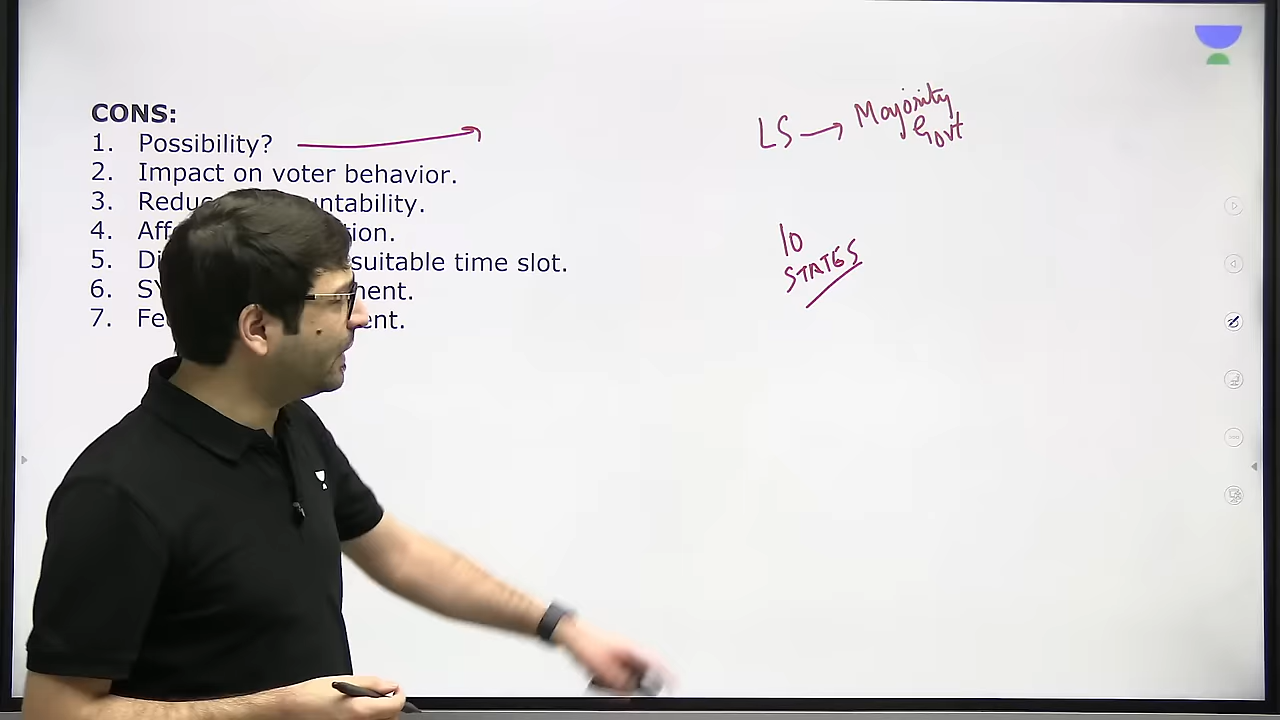 CONS:
1. Possibility?
2. Impact on voter behavior.
3. Redu ntability.
4. Aff tion.
5. Di suitable time slot.
6. SY ent.
7. Fe ent.
LS → Majority
Govt
10
STATES